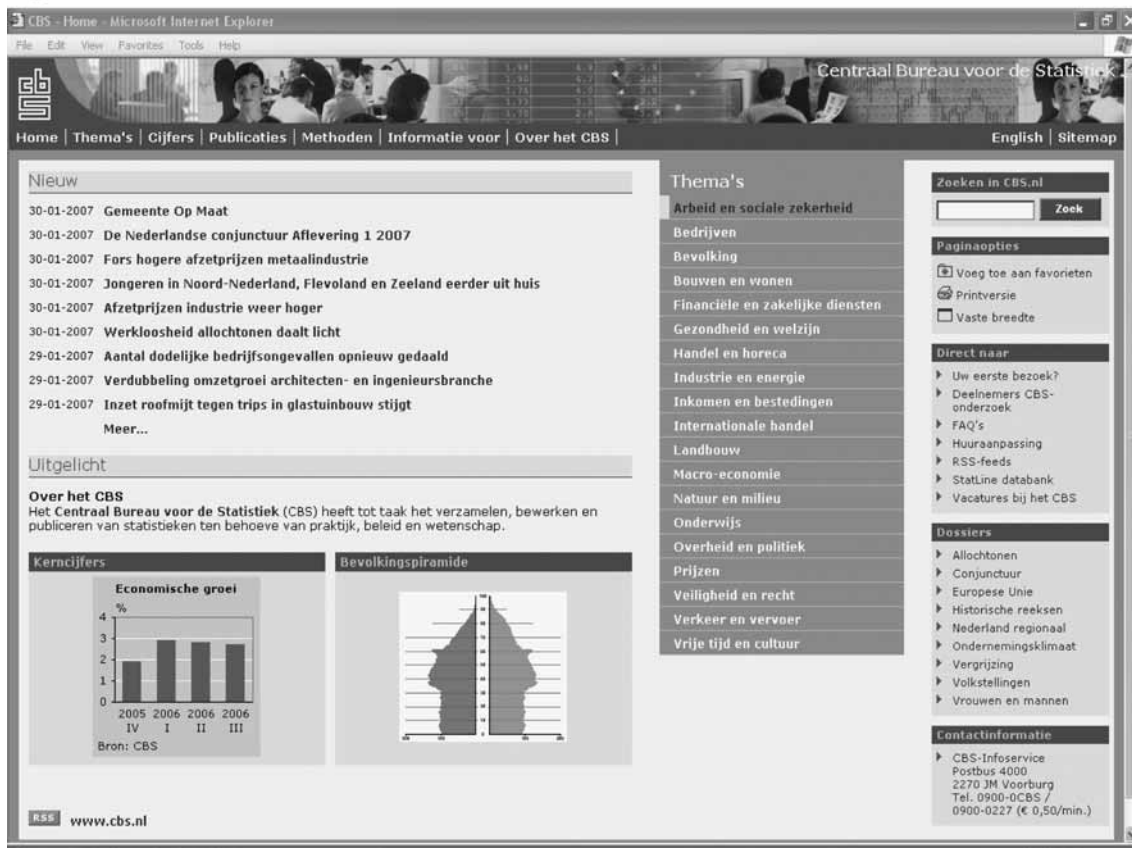 CBS - Home - Microsoft Internet Explorer
File Edit View Favorites Tools Help
cbs
Centraal Bureau voor de Statistiek
Home | Thema's | Cijfers | Publicaties | Methoden | Informatie voor | Over het CBS |
English | Sitemap
Nieuw
30-01-2007 Gemeente Op Maat
30-01-2007 De Nederlandse conjunctuur Aflevering 1 2007
30-01-2007 Fors hogere afzetprijzen metaalindustrie
30-01-2007 Jongeren in Noord-Nederland, Flevoland en Zeeland eerder uit huis
30-01-2007 Afzetprijzen industrie weer hoger
30-01-2007 Werkloosheid allochtonen daalt licht
29-01-2007 Aantal dodelijke bedrijfsongevallen opnieuw gedaald
29-01-2007 Verdubbeling omzetgroei architecten- en ingenieursbranche
29-01-2007 Inzet roofmijt tegen trips in glastuinbouw stijgt
Meer...
Uitgelicht
Over het CBS
Het Centraal Bureau voor de Statistiek (CBS) heeft tot taak het verzamelen, bewerken en
publiceren van statistieken ten behoeve van praktijk, beleid en wetenschap.
Kerncijfers
Economische groei
%
4
3
2
1
0
2005 2006 2006 2006
IV I II III
Bron: CBS
Bevolkingspiramide
RSS www.cbs.nl
Thema's
Arbeid en sociale zekerheid
Bedrijven
Bevolking
Bouwen en wonen
Financiële en zakelijke diensten
Gezondheid en welzijn
Handel en horeca
Industrie en energie
Inkomen en bestedingen
Internationale handel
Landbouw
Macro-economie
Natuur en milieu
Onderwijs
Overheid en politiek
Prijzen
Veiligheid en recht
Verkeer en vervoer
Vrije tijd en cultuur
Zoeken in CBS.nl
Zoek
Paginaopties
Voeg toe aan favorieten
Printversie
Vaste breedte
Direct naar
Uw eerste bezoek?
Deelnemers CBS-
onderzoek
FAQ's
Huuraanpassing
RSS-feeds
StatLine databank
Vacatures bij het CBS
Dossiers
Allochtonen
Conjunctuur
Europese Unie
Historische reeksen
Nederland regionaal
Ondernemingsklimaat
Vergrijzing
Volkstellingen
Vrouwen en mannen
Contactinformatie
CBS-Infoservice
Postbus 4000
2270 JM Voorburg
Tel. 0900-0CBS /
0900-0227 (€ 0,50/min.)